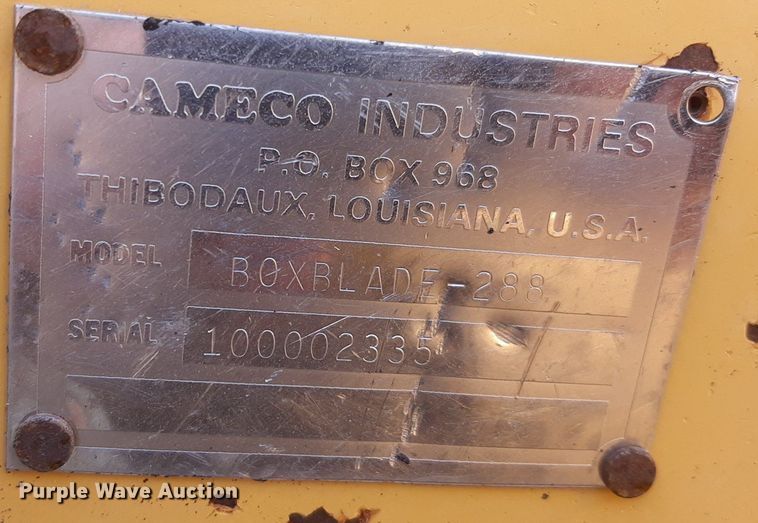 CAMECO INDUSTRIES
P.O. BOX 968
THIBODAUX, LOUISIANA, U.S.A.
MODEL BOXBLADE-288
SERIAL 100002335
Purple Wave Auction